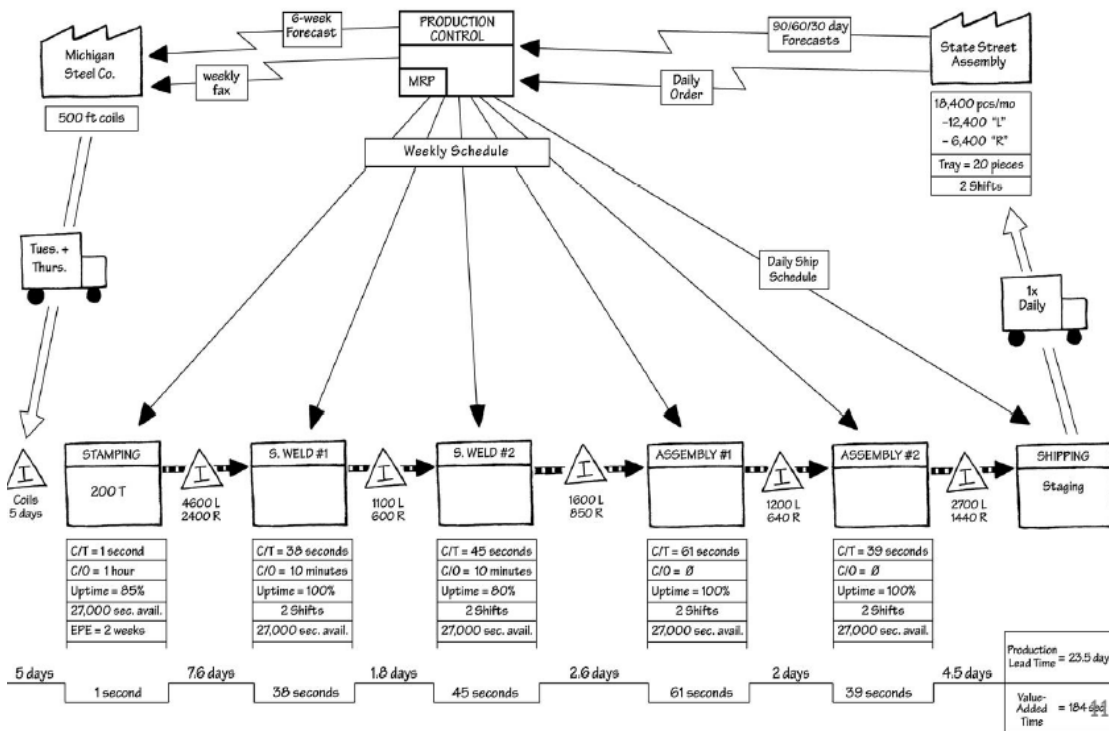 Michigan
Steel Co.
500 ft coils
6-week
Forecast
weekly
fax
PRODUCTION
CONTROL
MRP
90/60/30 day
Forecasts
Daily
Order
State Street
Assembly
18,400 pcs/mo
-12,400 "L"
- 6,400 "R"
Tray = 20 pieces
2 Shifts
Weekly Schedule
Tues. +
Thurs.
Daily Ship
Schedule
1x
Daily
I
Coils
5 days
STAMPING
200 T
I
4600 L
2400 R
S. WELD #1
I
1100 L
600 R
S. WELD #2
I
1600 L
850 R
ASSEMBLY #1
I
1200 L
640 R
ASSEMBLY #2
I
2700 L
1440 R
SHIPPING
Staging
C/T = 1 second
C/O = 1 hour
Uptime = 85%
27,000 sec. avail.
EPE = 2 weeks
C/T = 38 seconds
C/O = 10 minutes
Uptime = 100%
2 Shifts
27,000 sec. avail.
C/T = 45 seconds
C/O = 10 minutes
Uptime = 80%
2 Shifts
27,000 sec. avail.
C/T = 61 seconds
C/O = Ø
Uptime = 100%
2 Shifts
27,000 sec. avail.
C/T = 39 seconds
C/O = Ø
Uptime = 100%
2 Shifts
27,000 sec. avail.
5 days
1 second
7.6 days
38 seconds
1.8 days
45 seconds
2.6 days
61 seconds
2 days
39 seconds
4.5 days
Production
Lead Time = 23.5 day
Value-
Added
Time
= 184